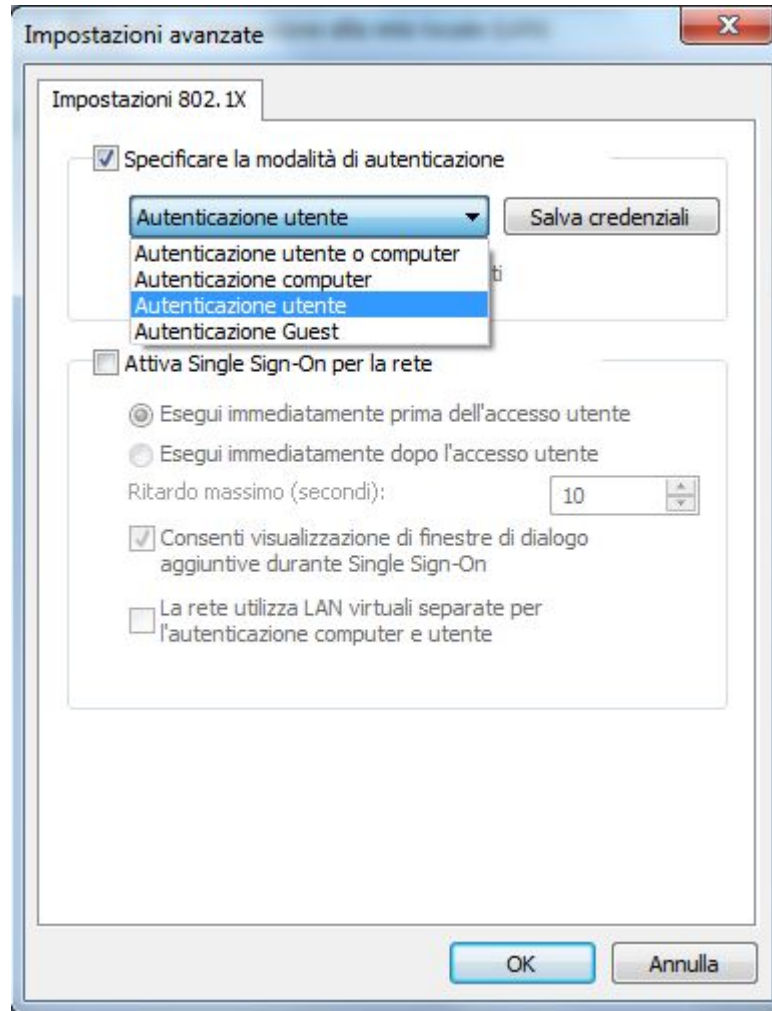 Impostazioni avanzate
Impostazioni 802.1X
Specificare la modalità di autenticazione
Autenticazione utente
Salva credenziali
Autenticazione utente o computer
Autenticazione computer
Autenticazione utente
Autenticazione Guest
Attiva Single Sign-On per la rete
Esegui immediatamente prima dell'accesso utente
Esegui immediatamente dopo l'accesso utente
Ritardo massimo (secondi):
10
Consenti visualizzazione di finestre di dialogo
aggiuntive durante Single Sign-On
La rete utilizza LAN virtuali separate per
l'autenticazione computer e utente
OK
Annulla